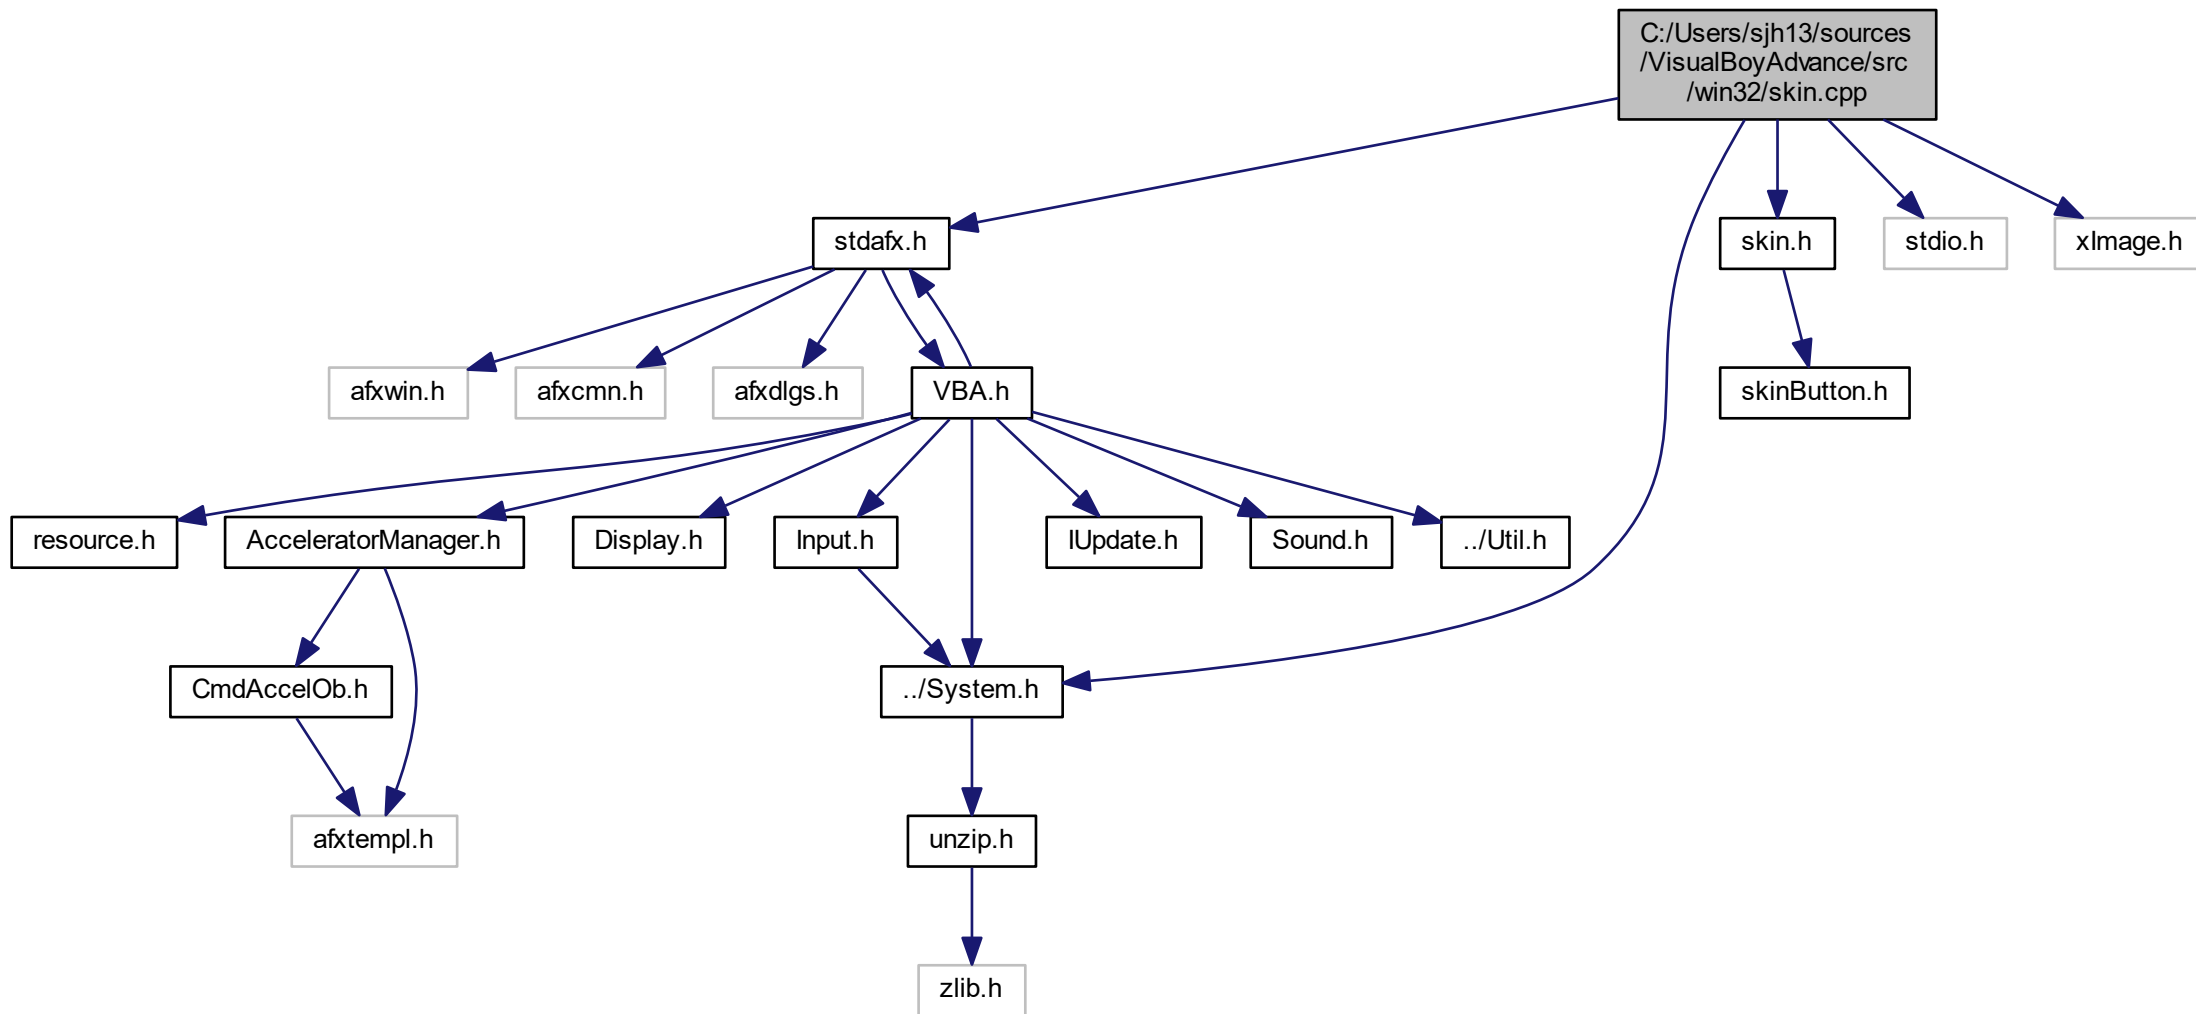 C:/Users/sjh13/sources
/VisualBoyAdvance/src
/win32/skin.cpp
stdafx.h
skin.h
stdio.h
xImage.h
afxwin.h
afxcmn.h
afxdlgs.h
VBA.h
skinButton.h
resource.h
AcceleratorManager.h
Display.h
Input.h
IUpdate.h
Sound.h
../Util.h
CmdAccelOb.h
../System.h
afxtempl.h
unzip.h
zlib.h